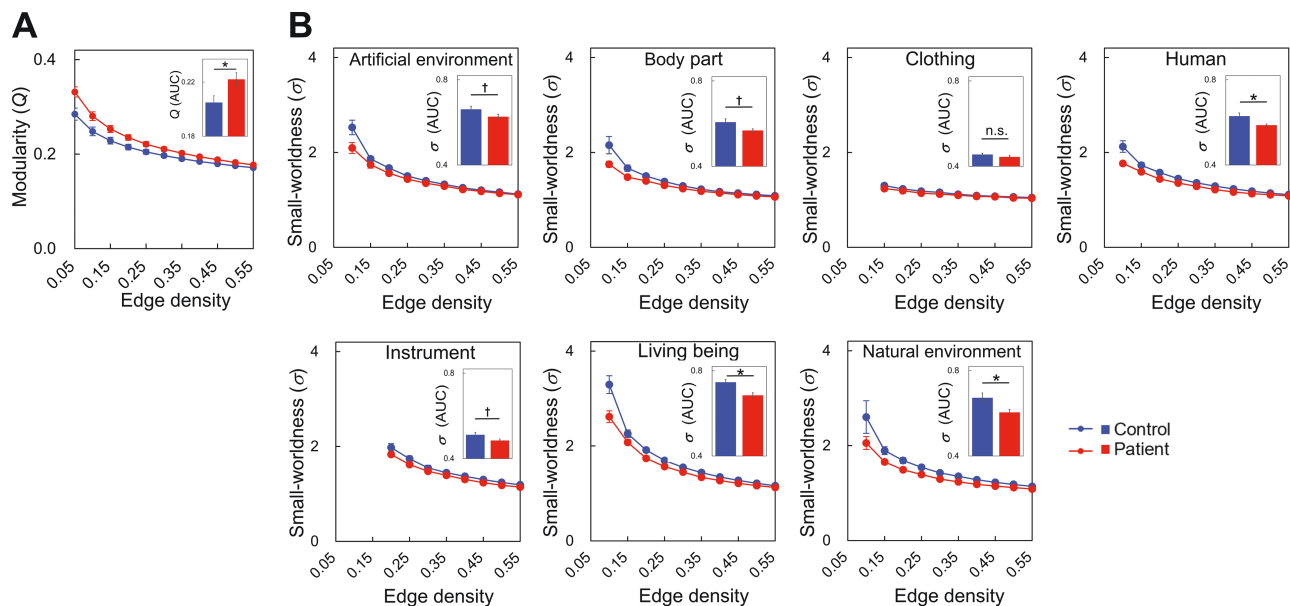 A
0.4
0.2
0.0
Modularity (Q)
0.05
0.15
0.25
0.35
0.45
0.55
Edge density
Q (AUC)
0.22
0.18
*
B
Artificial environment
4
2
0
Small-worldness (σ)
0.05
0.15
0.25
0.35
0.45
0.55
Edge density
σ (AUC)
0.8
0.4
†
Body part
4
2
0
Small-worldness (σ)
0.05
0.15
0.25
0.35
0.45
0.55
Edge density
σ (AUC)
0.8
0.4
†
Clothing
4
2
0
Small-worldness (σ)
0.05
0.15
0.25
0.35
0.45
0.55
Edge density
σ (AUC)
0.8
0.4
n.s.
Human
4
2
0
Small-worldness (σ)
0.05
0.15
0.25
0.35
0.45
0.55
Edge density
σ (AUC)
0.8
0.4
*
Instrument
4
2
0
Small-worldness (σ)
0.05
0.15
0.25
0.35
0.45
0.55
Edge density
σ (AUC)
0.8
0.4
†
Living being
4
2
0
Small-worldness (σ)
0.05
0.15
0.25
0.35
0.45
0.55
Edge density
σ (AUC)
0.8
0.4
*
Natural environment
4
2
0
Small-worldness (σ)
0.05
0.15
0.25
0.35
0.45
0.55
Edge density
σ (AUC)
0.8
0.4
*
Control
Patient